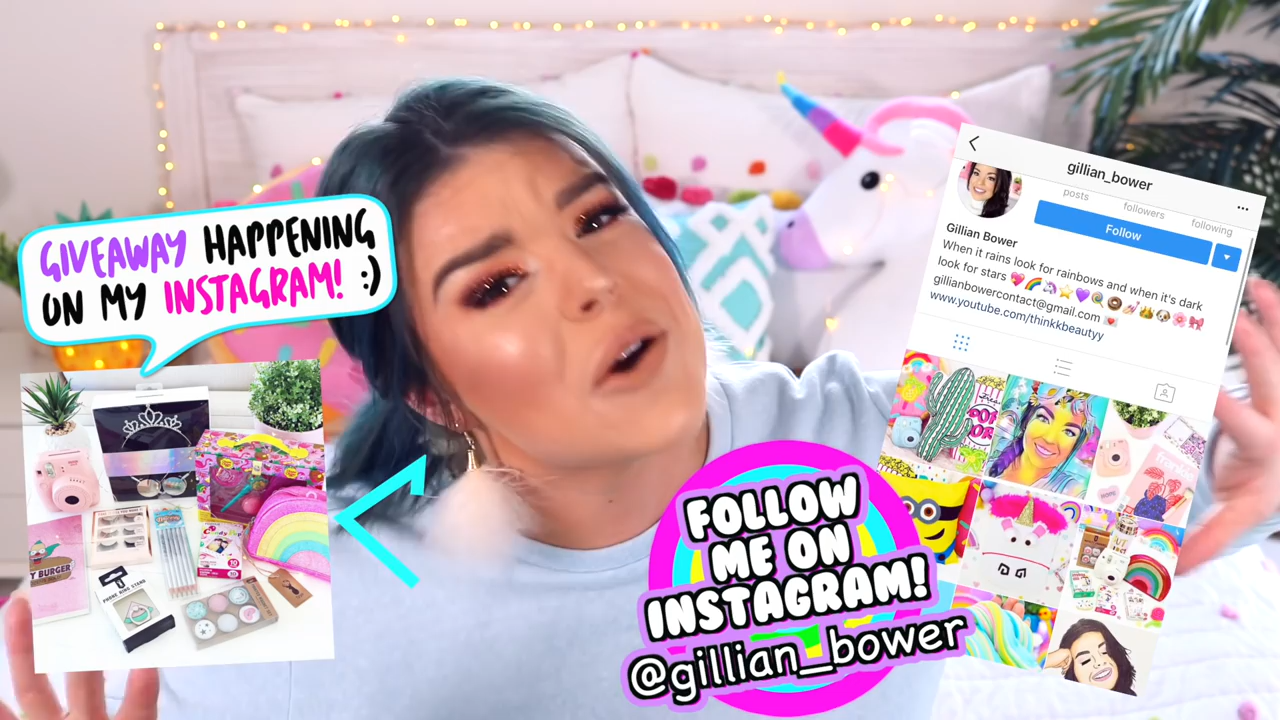 GIVEAWAY HAPPENING
ON MY INSTAGRAM! :)
gillian_bower
posts
followers
following
Follow
Gillian Bower
When it rains look for rainbows and when it's dark
look for stars 💖🌈🦄⭐💜🍭🍩💅👑🐶🌸🎀
gillianbowercontact@gmail.com 💌
www.youtube.com/thinkkbeautyy
FOLLOW
ME ON
INSTAGRAM!
@gillian_bower
Y BURGER
PHONE RING STAND